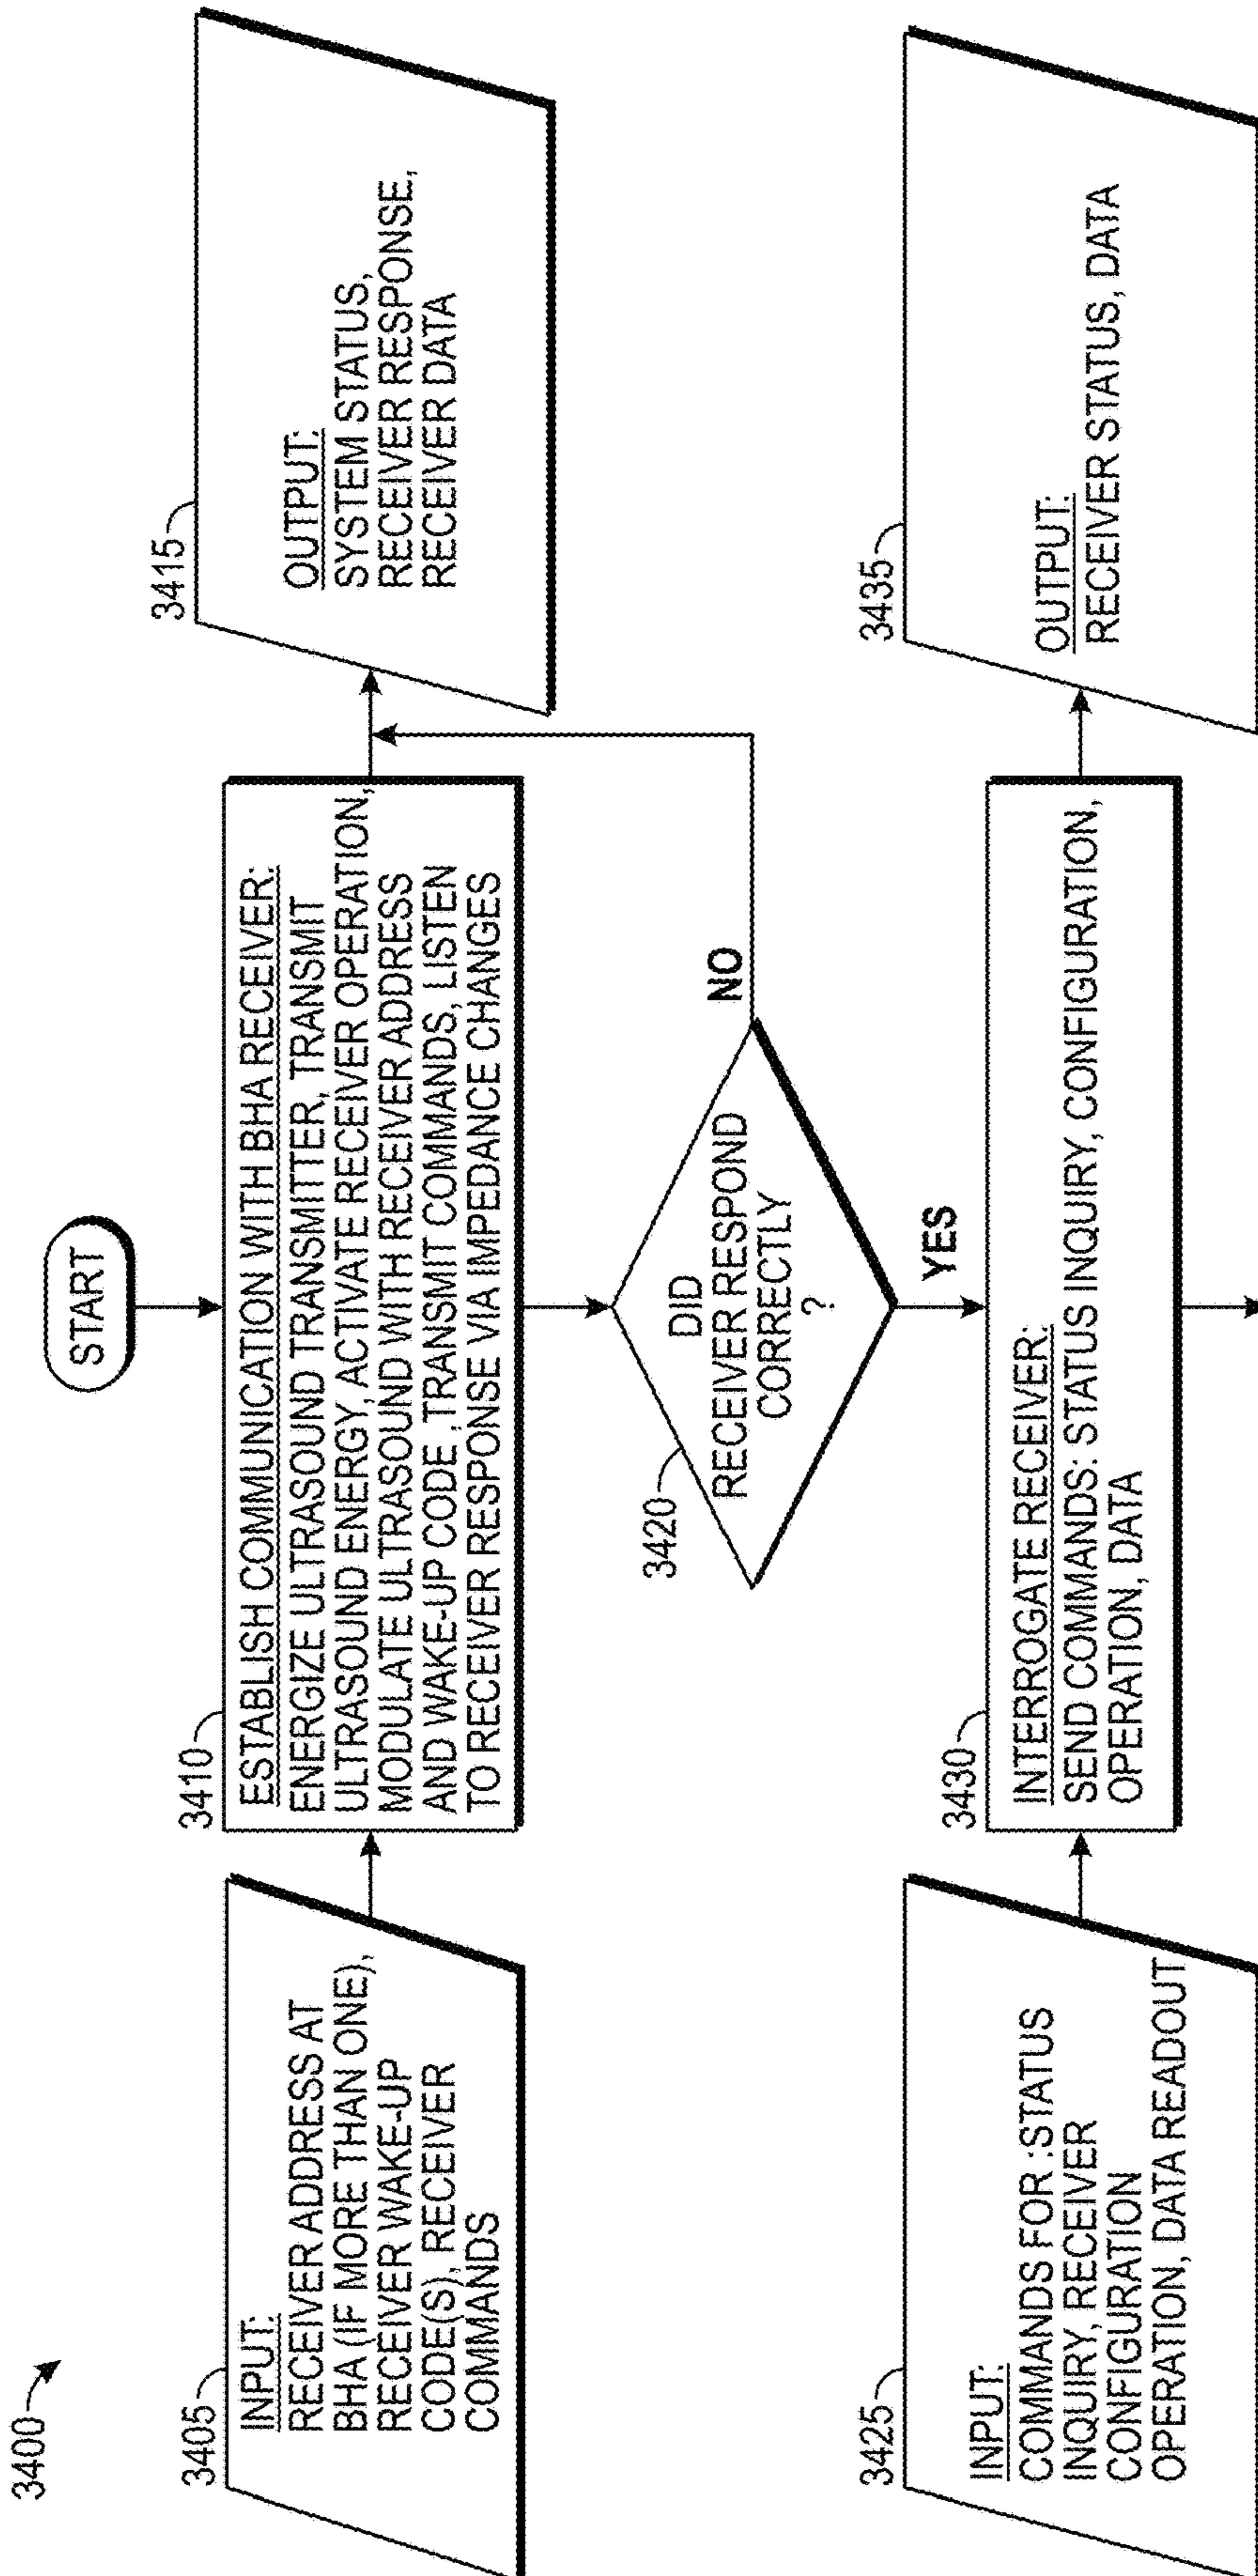 3400
START
3405
INPUT:
RECEIVER ADDRESS AT
BHA (IF MORE THAN ONE),
RECEIVER WAKE-UP
CODE(S), RECEIVER
COMMANDS
3410
ESTABLISH COMMUNICATION WITH BHA RECEIVER:
ENERGIZE ULTRASOUND TRANSMITTER, TRANSMIT
ULTRASOUND ENERGY, ACTIVATE RECEIVER OPERATION,
MODULATE ULTRASOUND WITH RECEIVER ADDRESS
AND WAKE-UP CODE ,TRANSMIT COMMANDS, LISTEN
TO RECEIVER RESPONSE VIA IMPEDANCE CHANGES
3415
OUTPUT:
SYSTEM STATUS,
RECEIVER RESPONSE,
RECEIVER DATA
3420
DID
RECEIVER RESPOND
CORRECTLY
?
NO
YES
3425
INPUT:
COMMANDS FOR :STATUS
INQUIRY, RECEIVER
CONFIGURATION
OPERATION, DATA READOUT
3430
INTERROGATE RECEIVER:
SEND COMMANDS: STATUS INQUIRY, CONFIGURATION,
OPERATION, DATA
3435
OUTPUT:
RECEIVER STATUS, DATA